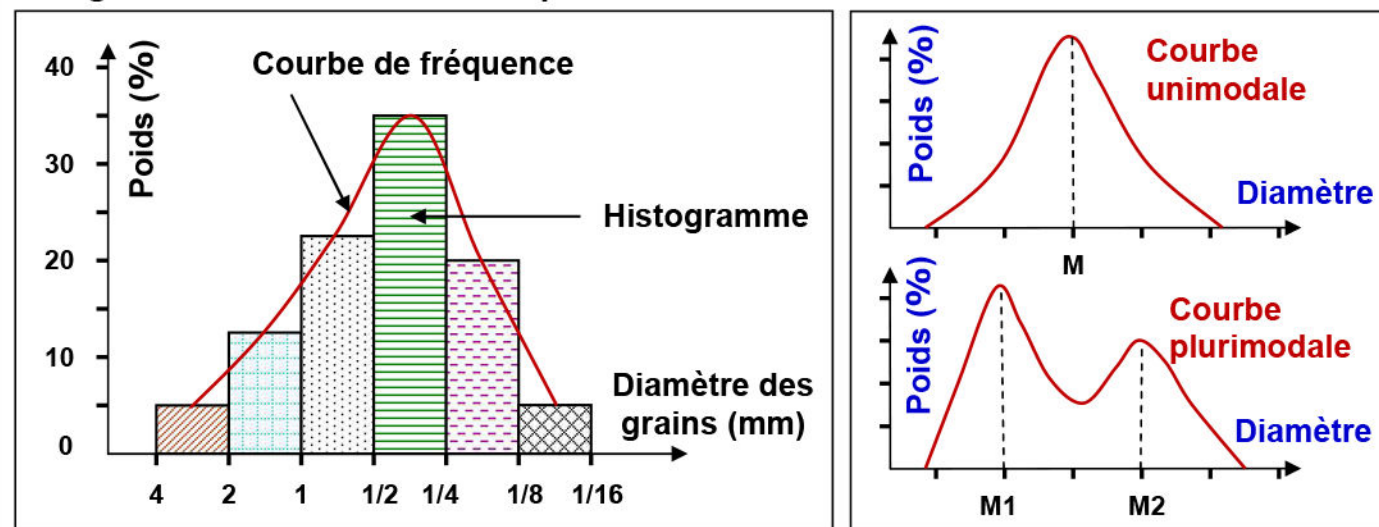 Poids (%)
40
30
20
10
0
Courbe de fréquence
Histogramme
Diamètre des
grains (mm)
4 2 1 1/2 1/4 1/8 1/16
Poids (%)
Courbe
unimodale
Diamètre
M
Poids (%)
Courbe
plurimodale
Diamètre
M1 M2